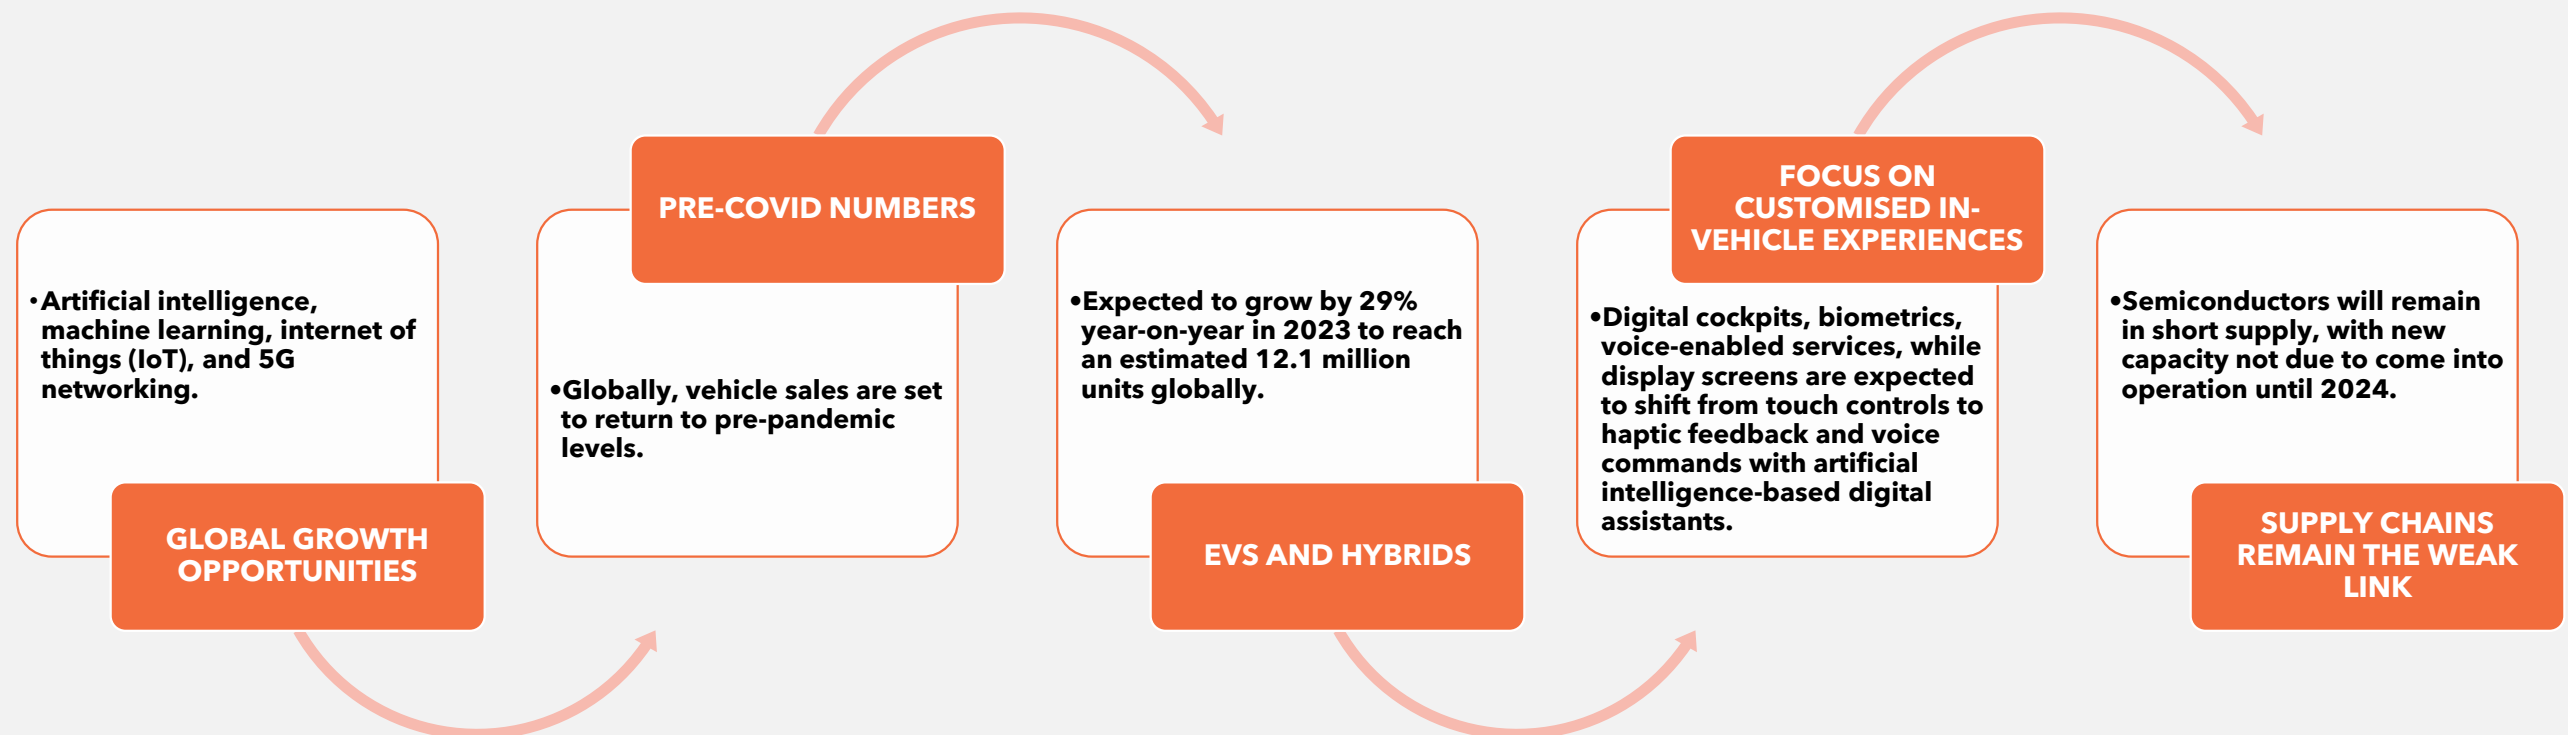 •Artificial intelligence,
machine learning, internet of
things (IoT), and 5G
networking.
GLOBAL GROWTH
OPPORTUNITIES
PRE-COVID NUMBERS
•Globally, vehicle sales are set
to return to pre-pandemic
levels.
•Expected to grow by 29%
year-on-year in 2023 to reach
an estimated 12.1 million
units globally.
EVS AND HYBRIDS
FOCUS ON
CUSTOMISED IN-
VEHICLE EXPERIENCES
•Digital cockpits, biometrics,
voice-enabled services, while
display screens are expected
to shift from touch controls to
haptic feedback and voice
commands with artificial
intelligence-based digital
assistants.
•Semiconductors will remain
in short supply, with new
capacity not due to come into
operation until 2024.
SUPPLY CHAINS
REMAIN THE WEAK
LINK